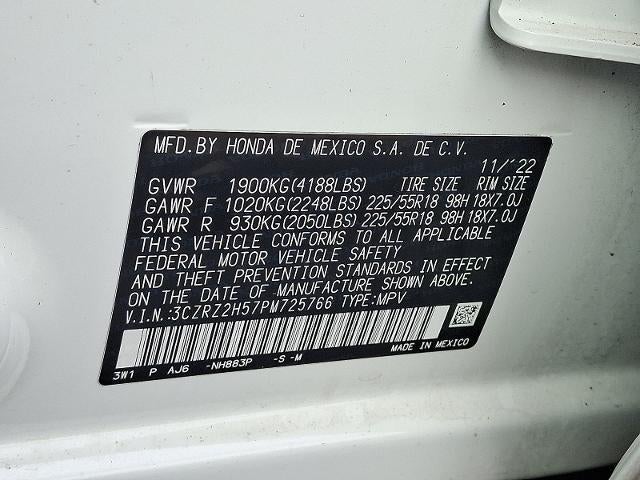 MFD.BY HONDA DE MEXICO S.A. DE C.V.
11/'22
GVWR 1900KG(4188LBS) TIRE SIZE RIM SIZE
GAWR F 1020KG(2248LBS) 225/55R18 98H 18X7.0J
GAWR R 930KG(2050LBS) 225/55R18 98H 18X7.0J
THIS VEHICLE CONFORMS TO ALL APPLICABLE
FEDERAL MOTOR VEHICLE SAFETY
AND THEFT PREVENTION STANDARDS IN EFFECT
ON THE DATE OF MANUFACTURE SHOWN ABOVE.
V.I.N.:3CZRZ2H57PM725766 TYPE:MPV
3W1 P AJ6 -NH883P -S -M MADE IN MEXICO